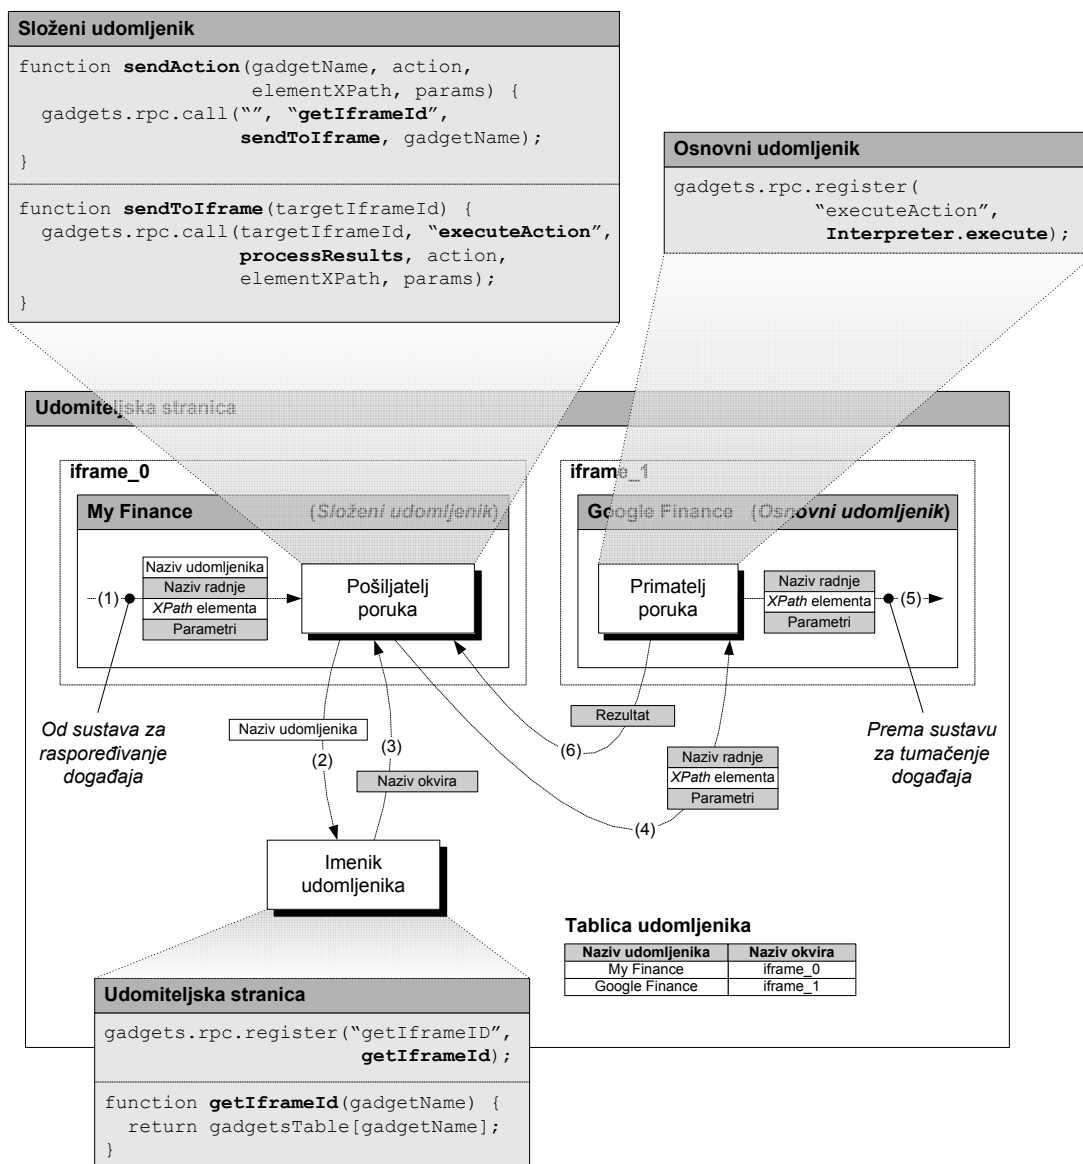 Složeni udomljenik
function sendAction(gadgetName, action,
elementXPath, params) {
gadgets.rpc.call(“”, “getIframeId”,
sendToIframe, gadgetName);
}
function sendToIframe(targetIframeId) {
gadgets.rpc.call(targetIframeId, “executeAction”,
processResults, action,
elementXPath, params);
}
Osnovni udomljenik
gadgets.rpc.register(
“executeAction”,
Interpreter.execute);
Udomiteljska stranica
iframe_0
My Finance (Složeni udomljenik)
Naziv udomljenika
Naziv radnje
XPath elementa
Parametri
(1)
Pošiljatelj
poruka
iframe_1
Google Finance (Osnovni udomljenik)
Primatelj
poruka
Naziv radnje
XPath elementa
Parametri
(5)
Od sustava za
raspoređivanje
događaja
Naziv udomljenika
(2)
(3)
Naziv okvira
Rezultat
(6)
Naziv radnje
XPath elementa
Parametri
(4)
Prema sustavu
za tumačenje
događaja
Imenik
udomljenika
Tablica udomljenika
Naziv udomljenika Naziv okvira
My Finance iframe_0
Google Finance iframe_1
Udomiteljska stranica
gadgets.rpc.register(“getIframeID”,
getIframeId);
function getIframeId(gadgetName) {
return gadgetsTable[gadgetName];
}